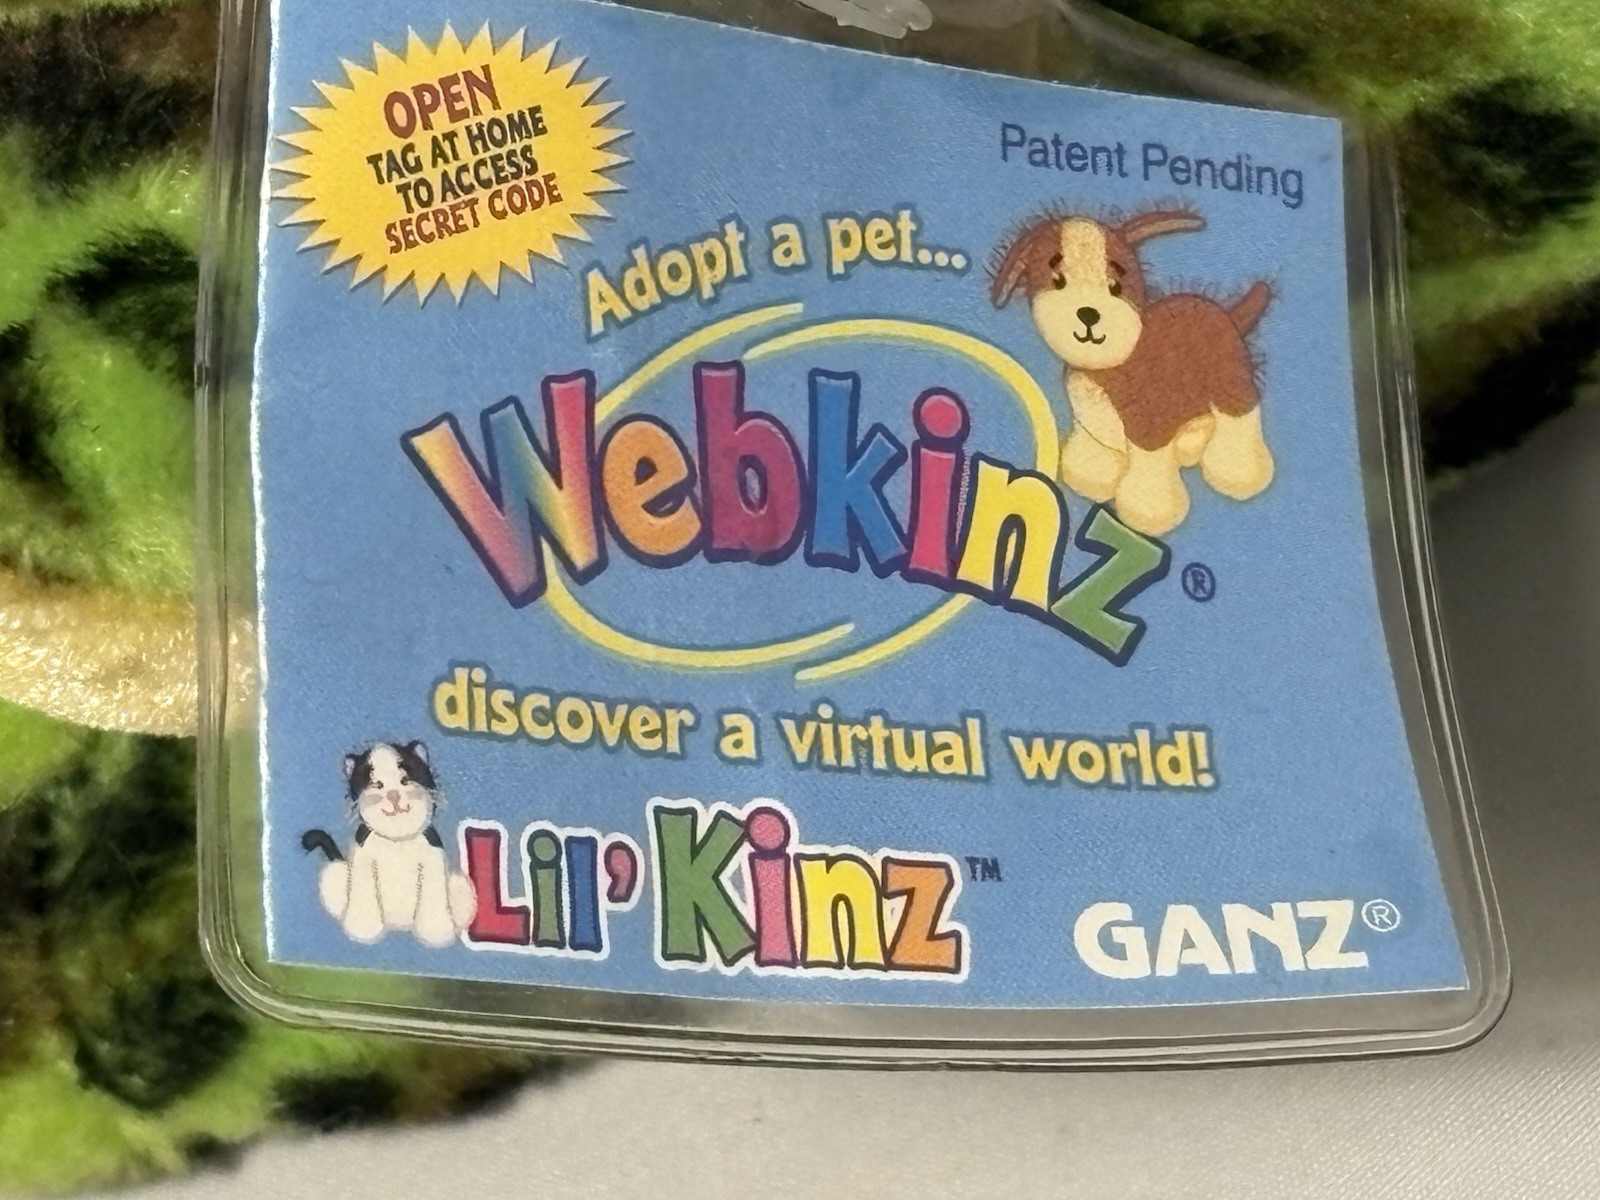 OPEN
TAG AT HOME
TO ACCESS
SECRET CODE
Patent Pending
Adopt a pet...
Webkinz®
discover a virtual world!
Lil' Kinz™
GANZ®